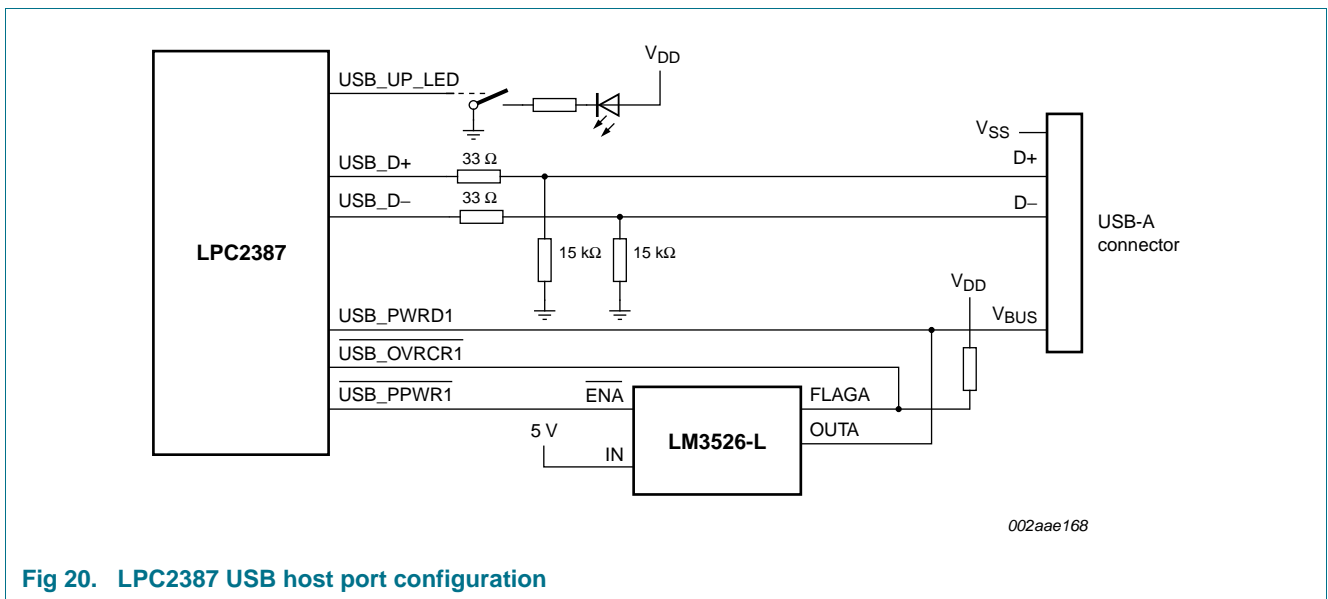 V_DD
USB_UP_LED
V_SS
USB_D+ 33 Ω D+
USB_D− 33 Ω D−
USB-A
connector
LPC2387
15 kΩ 15 kΩ
V_DD
USB_PWRD1 V_BUS
USB_OVRCR1
USB_PPWR1 ENA FLAGA
5 V
LM3526-L
OUTA
IN
002aae168
Fig 20. LPC2387 USB host port configuration